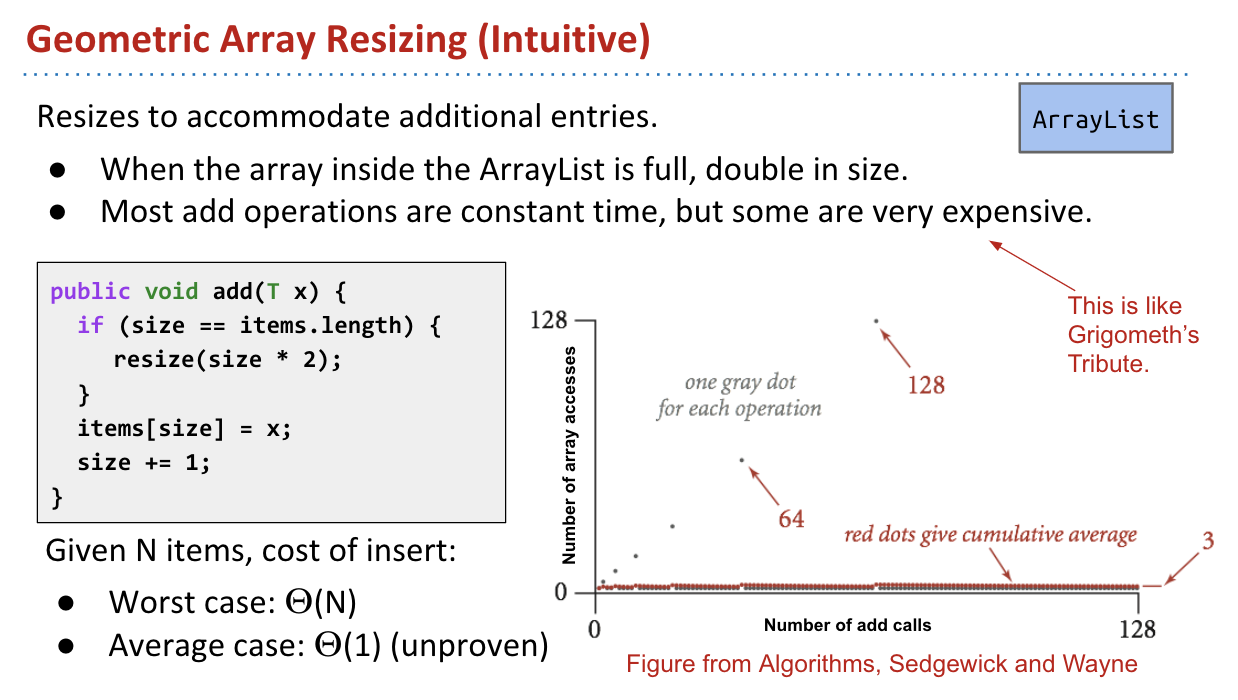 Geometric Array Resizing (Intuitive)
ArrayList
Resizes to accommodate additional entries.
● When the array inside the ArrayList is full, double in size.
● Most add operations are constant time, but some are very expensive.
This is like
Grigometh’s
Tribute.
public void add(T x) {
  if (size == items.length) {
    resize(size * 2);
  }
  items[size] = x;
  size += 1;
}
Given N items, cost of insert:
● Worst case: Θ(N)
● Average case: Θ(1) (unproven)
128
Number of array accesses
0
one gray dot
for each operation
128
64
red dots give cumulative average
3
0
Number of add calls
128
Figure from Algorithms, Sedgewick and Wayne